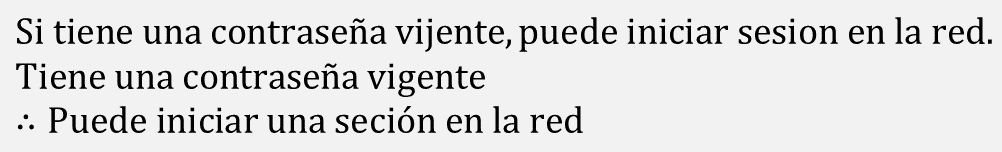 Si tiene una contraseña vijente, puede iniciar sesion en la red.
Tiene una contraseña vigente
∴ Puede iniciar una seción en la red